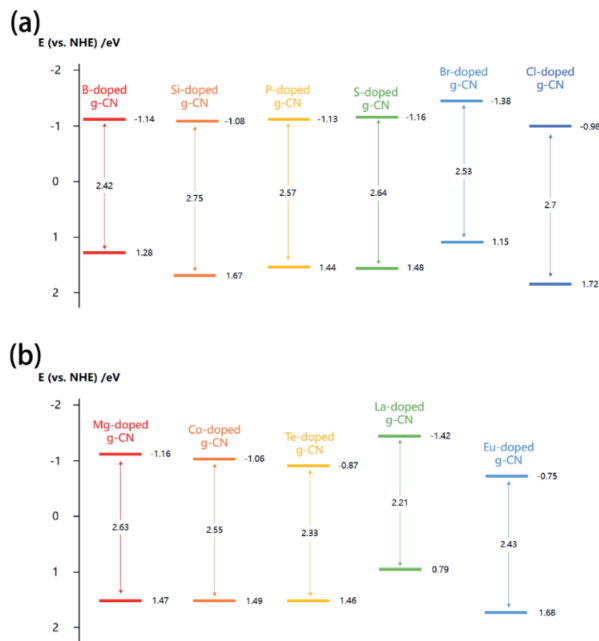 (a)
E (vs. NHE) /eV
-2
-1
0
1
2
B-doped
g-CN
-1.14
2.42
1.28
Si-doped
g-CN
-1.08
2.75
1.67
P-doped
g-CN
-1.13
2.57
1.44
S-doped
g-CN
-1.16
2.64
1.48
Br-doped
g-CN
-1.38
2.53
1.15
Cl-doped
g-CN
-0.98
2.7
1.72
(b)
E (vs. NHE) /eV
-2
-1
0
1
2
Mg-doped
g-CN
-1.16
2.63
1.47
Co-doped
g-CN
-1.06
2.55
1.49
Te-doped
g-CN
-0.87
2.33
1.46
La-doped
g-CN
-1.42
2.21
0.79
Eu-doped
g-CN
-0.75
2.43
1.68